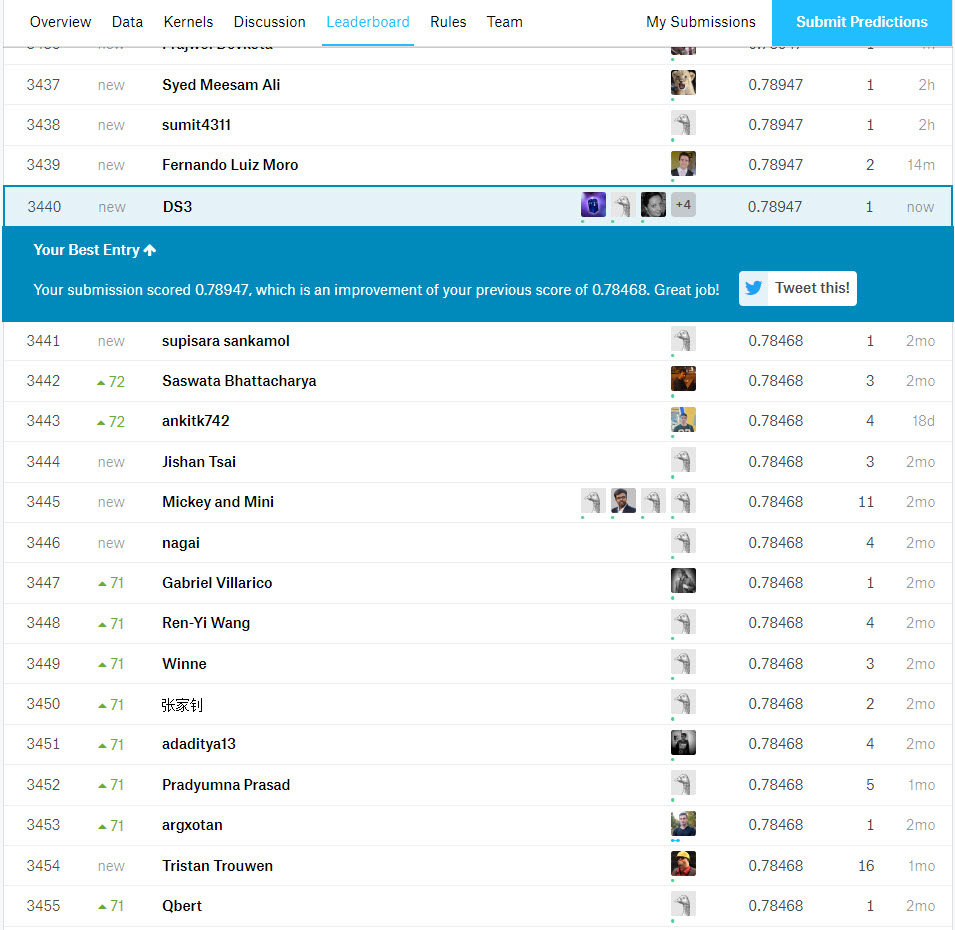 Overview Data Kernels Discussion Leaderboard Rules Team My Submissions Submit Predictions
3437 new Syed Meesam Ali 0.78947 1 2h
3438 new sumit4311 0.78947 1 2h
3439 new Fernando Luiz Moro 0.78947 2 14m
3440 new DS3 +4 0.78947 1 now
Your Best Entry
Your submission scored 0.78947, which is an improvement of your previous score of 0.78468. Great job! Tweet this!
3441 new supisara sankamol 0.78468 1 2mo
3442 72 Saswata Bhattacharya 0.78468 3 2mo
3443 72 ankitk742 0.78468 4 18d
3444 new Jishan Tsai 0.78468 3 2mo
3445 new Mickey and Mini 0.78468 11 2mo
3446 new nagai 0.78468 4 2mo
3447 71 Gabriel Villarico 0.78468 1 2mo
3448 71 Ren-Yi Wang 0.78468 4 2mo
3449 71 Winne 0.78468 3 2mo
3450 71 张家钊 0.78468 2 2mo
3451 71 adaditya13 0.78468 4 2mo
3452 71 Pradyumna Prasad 0.78468 5 1mo
3453 71 argxotan 0.78468 1 2mo
3454 new Tristan Trouwen 0.78468 16 1mo
3455 71 Qbert 0.78468 1 2mo